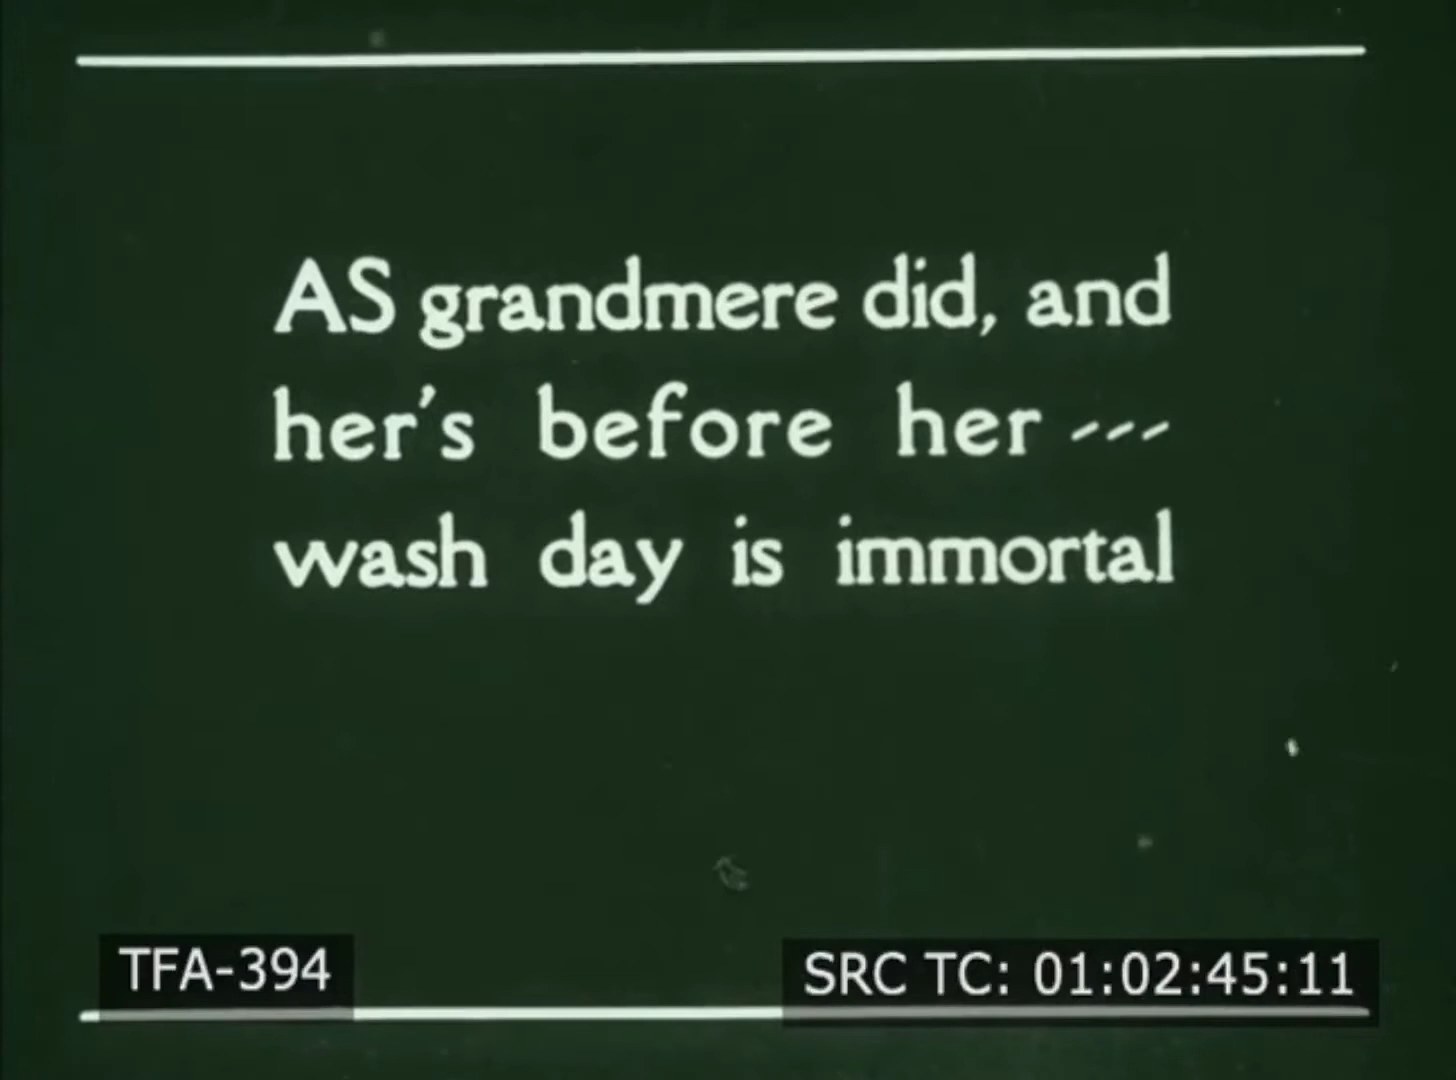 AS grandmere did, and
her's before her ---
wash day is immortal
TFA-394
SRC TC: 01:02:45:11